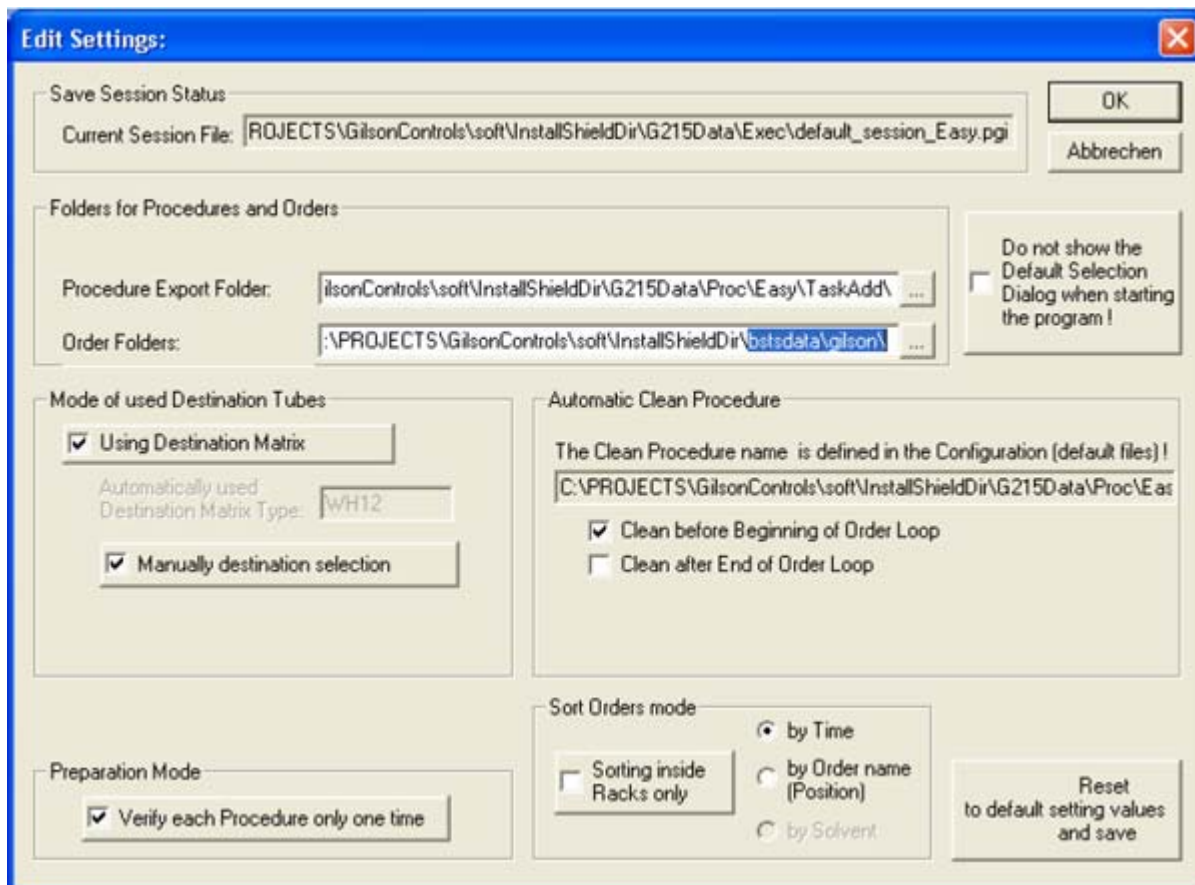 Edit Settings:
Save Session Status
Current Session File: ROJECTS\GilsonControls\soft\InstallShieldDir\G215Data\Exec\default_session_Easy.pgi
OK
Abbrechen
Folders for Procedures and Orders
Procedure Export Folder: ilsonControls\soft\InstallShieldDir\G215Data\Proc\Easy\TaskAdd\ ...
Order Folders: :\PROJECTS\GilsonControls\soft\InstallShieldDir\bstsdata\gilson\ ...
Do not show the
Default Selection
Dialog when starting
the program !
Mode of used Destination Tubes
Using Destination Matrix
Automatically used
Destination Matrix Type: WH12
Manually destination selection
Automatic Clean Procedure
The Clean Procedure name is defined in the Configuration (default files) !
C:\PROJECTS\GilsonControls\soft\InstallShieldDir\G215Data\Proc\Eas
Clean before Beginning of Order Loop
Clean after End of Order Loop
Preparation Mode
Verify each Procedure only one time
Sort Orders mode
Sorting inside
Racks only
by Time
by Order name
(Position)
by Solvent
Reset
to default setting values
and save